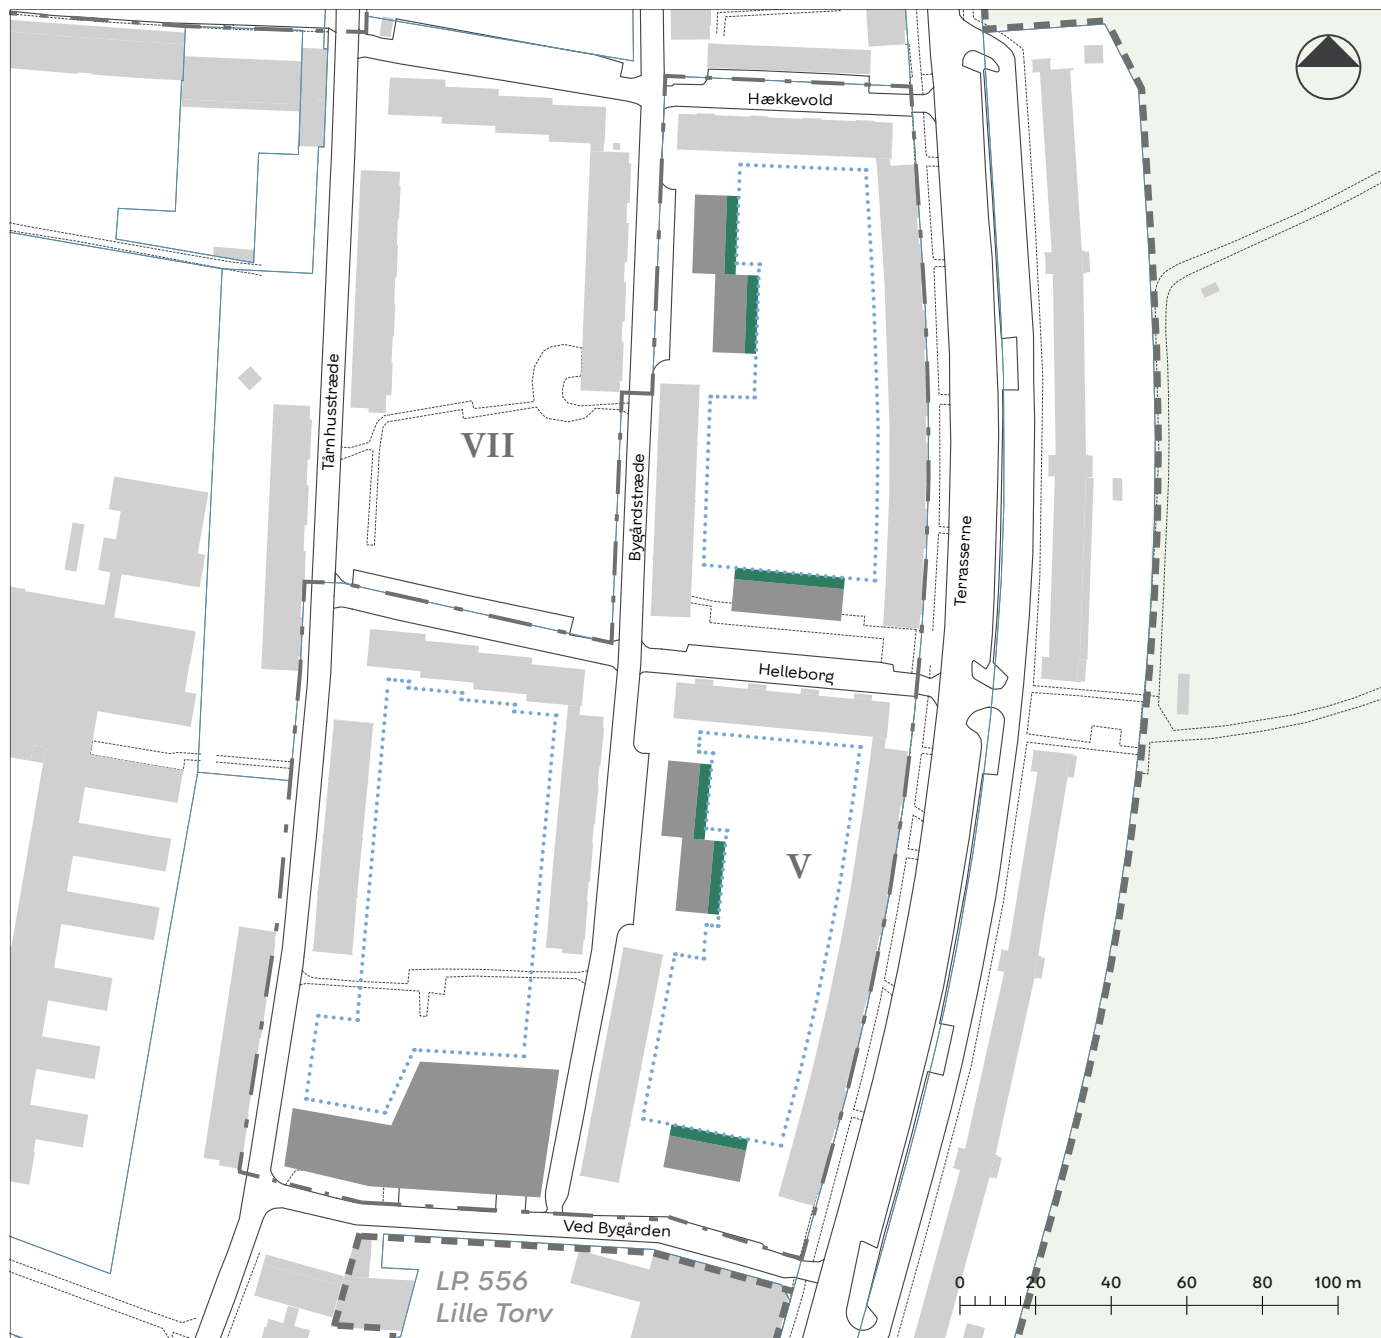 Hækkevold
Tårnhusstræde
VII
Bygårdstræde
Terrasserne
Helleborg
V
Ved Bygården
LP. 556
Lille Torv
0 20 40 60 80 100 m